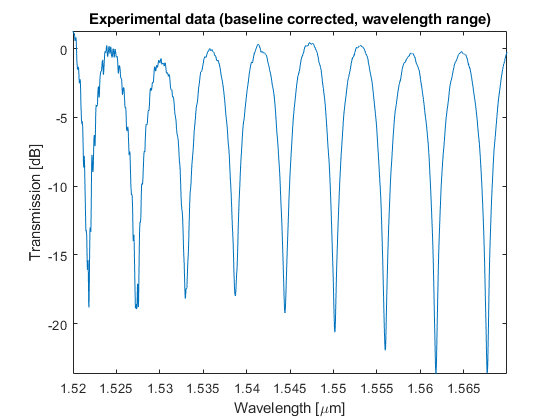 Experimental data (baseline corrected, wavelength range)
0
-5
-10
-15
-20
Transmission [dB]
1.52 1.525 1.53 1.535 1.54 1.545 1.55 1.555 1.56 1.565
Wavelength [μm]